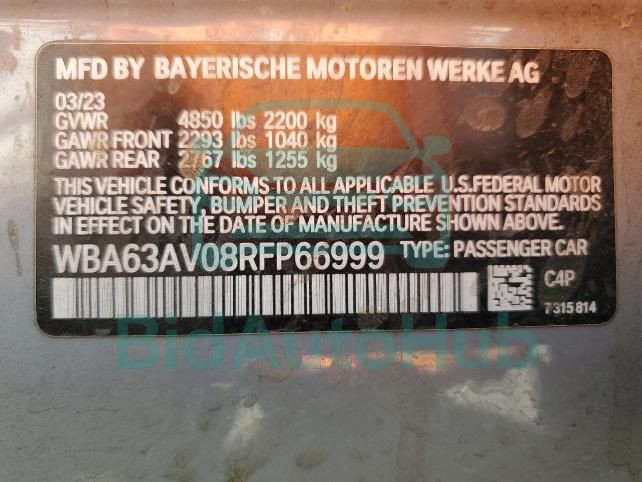 MFD BY BAYERISCHE MOTOREN WERKE AG
03/23
GVWR 4850 lbs 2200 kg
GAWR FRONT 2293 lbs 1040 kg
GAWR REAR 2767 lbs 1255 kg
THIS VEHICLE CONFORMS TO ALL APPLICABLE U.S.FEDERAL MOTOR
VEHICLE SAFETY, BUMPER AND THEFT PREVENTION STANDARDS
IN EFFECT ON THE DATE OF MANUFACTURE SHOWN ABOVE.
WBA63AV08RFP66999 TYPE: PASSENGER CAR
C4P
7315814
BidAutoHub